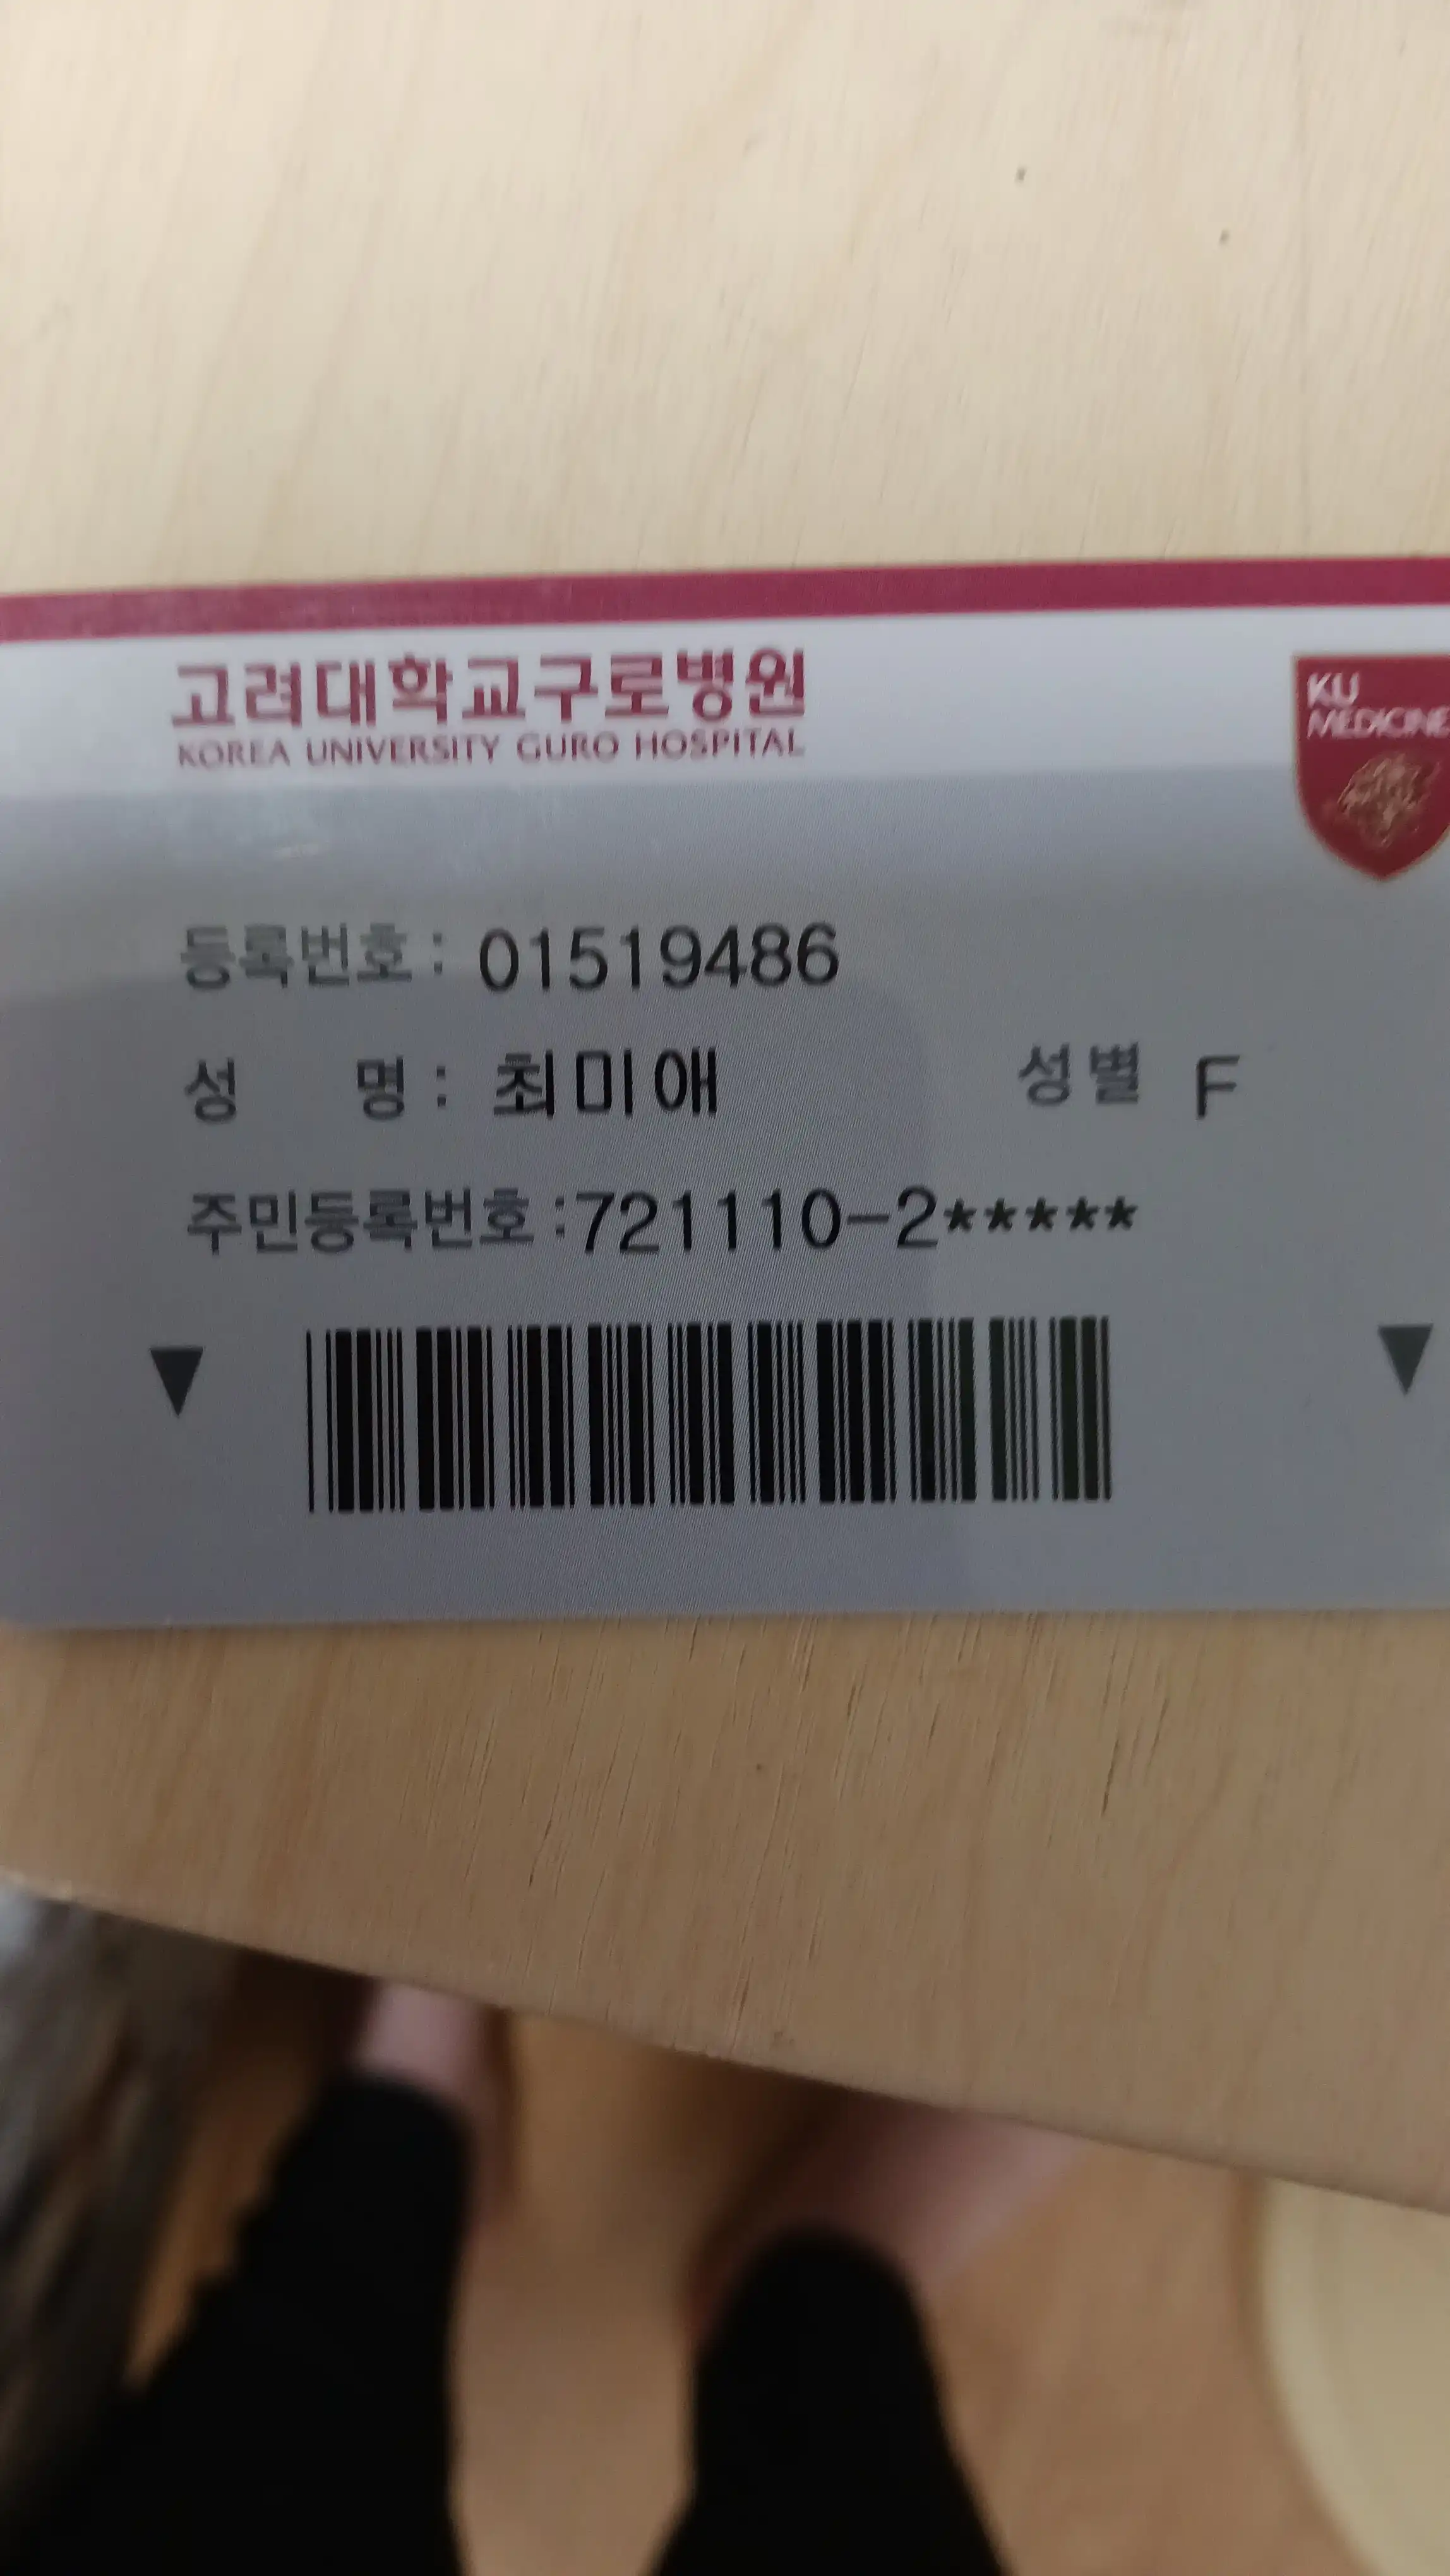 고려대학교구로병원
KOREA UNIVERSITY GURO HOSPITAL
KU
MEDICINE
등록번호 : 01519486
성 명 : 최미애 성별 F
주민등록번호 :721110-2*****